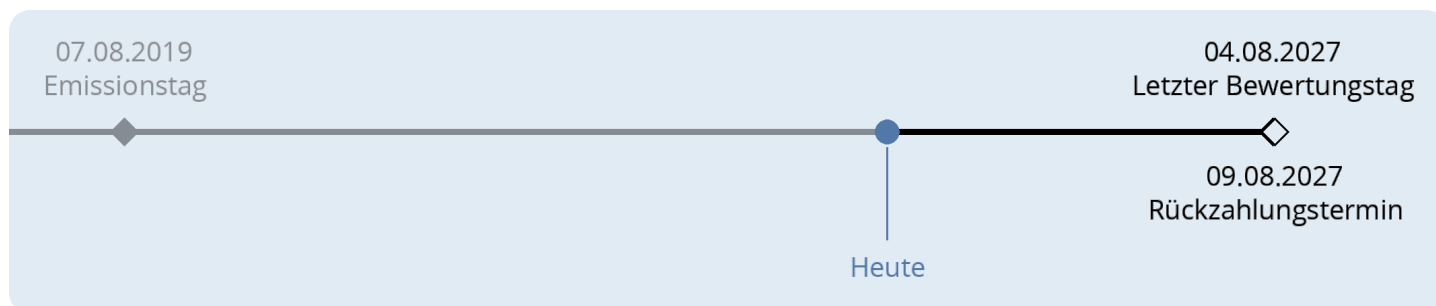 07.08.2019
Emissionstag
04.08.2027
Letzter Bewertungstag
09.08.2027
Rückzahlungstermin
Heute